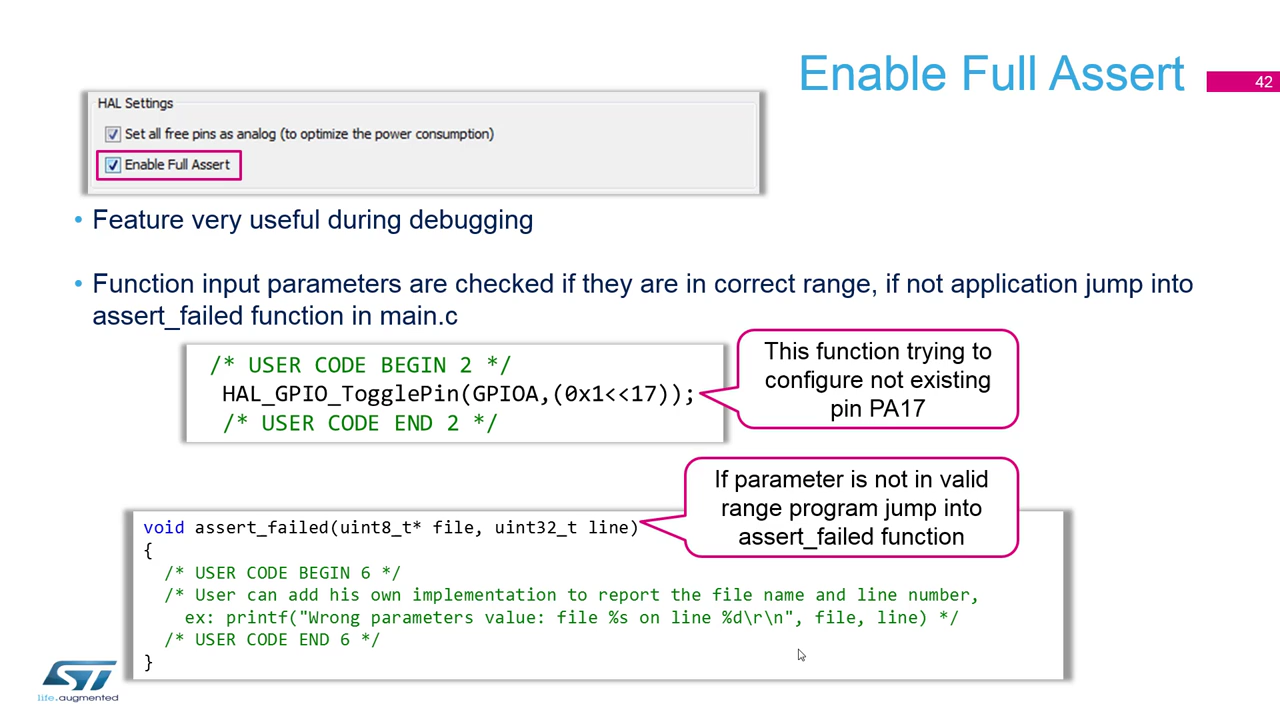 Enable Full Assert
42
HAL Settings
Set all free pins as analog (to optimize the power consumption)
Enable Full Assert
• Feature very useful during debugging
• Function input parameters are checked if they are in correct range, if not application jump into
assert_failed function in main.c
/* USER CODE BEGIN 2 */
HAL_GPIO_TogglePin(GPIOA,(0x1<<17));
/* USER CODE END 2 */
This function trying to
configure not existing
pin PA17
If parameter is not in valid
range program jump into
assert_failed function
void assert_failed(uint8_t* file, uint32_t line)
{
/* USER CODE BEGIN 6 */
/* User can add his own implementation to report the file name and line number,
ex: printf("Wrong parameters value: file %s on line %d\r\n", file, line) */
/* USER CODE END 6 */
}
ST
life.augmented